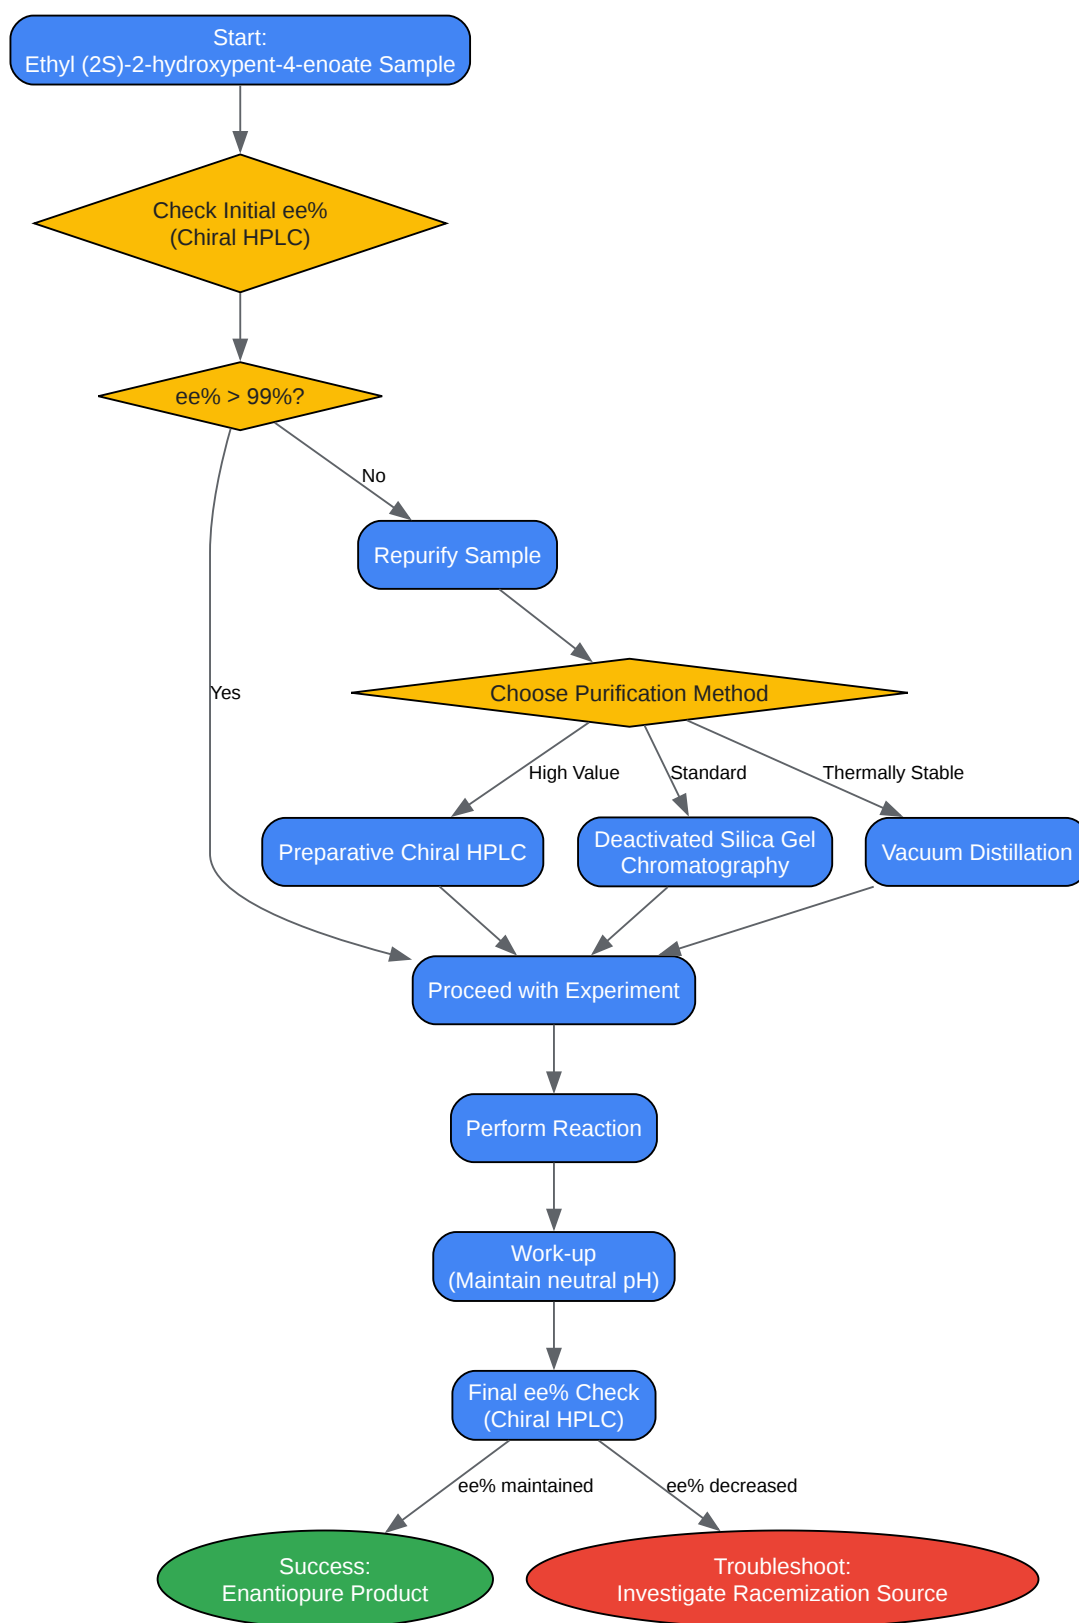 Start:
Ethyl (2S)-2-hydroxypent-4-enoate Sample
Check Initial ee%
(Chiral HPLC)
ee% > 99%?
No
Repurify Sample
Yes
Choose Purification Method
High Value
Standard
Thermally Stable
Preparative Chiral HPLC
Deactivated Silica Gel
Chromatography
Vacuum Distillation
Proceed with Experiment
Perform Reaction
Work-up
(Maintain neutral pH)
Final ee% Check
(Chiral HPLC)
ee% maintained
ee% decreased
Success:
Enantiopure Product
Troubleshoot:
Investigate Racemization Source